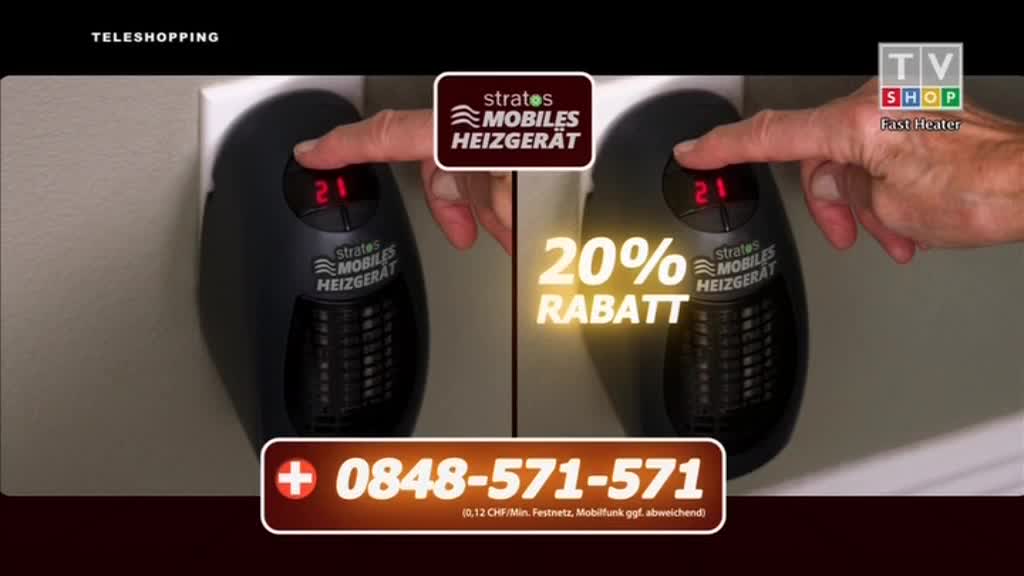 TELESHOPPING
TV
SHOP
Fast Heater
stratos
MOBILES
HEIZGERÄT
21
stratos
MOBILES
HEIZGERÄT
21
stratos
MOBILES
HEIZGERÄT
20%
RABATT
0848-571-571
(0,12 CHF/Min. Festnetz, Mobilfunk ggf. abweichend)